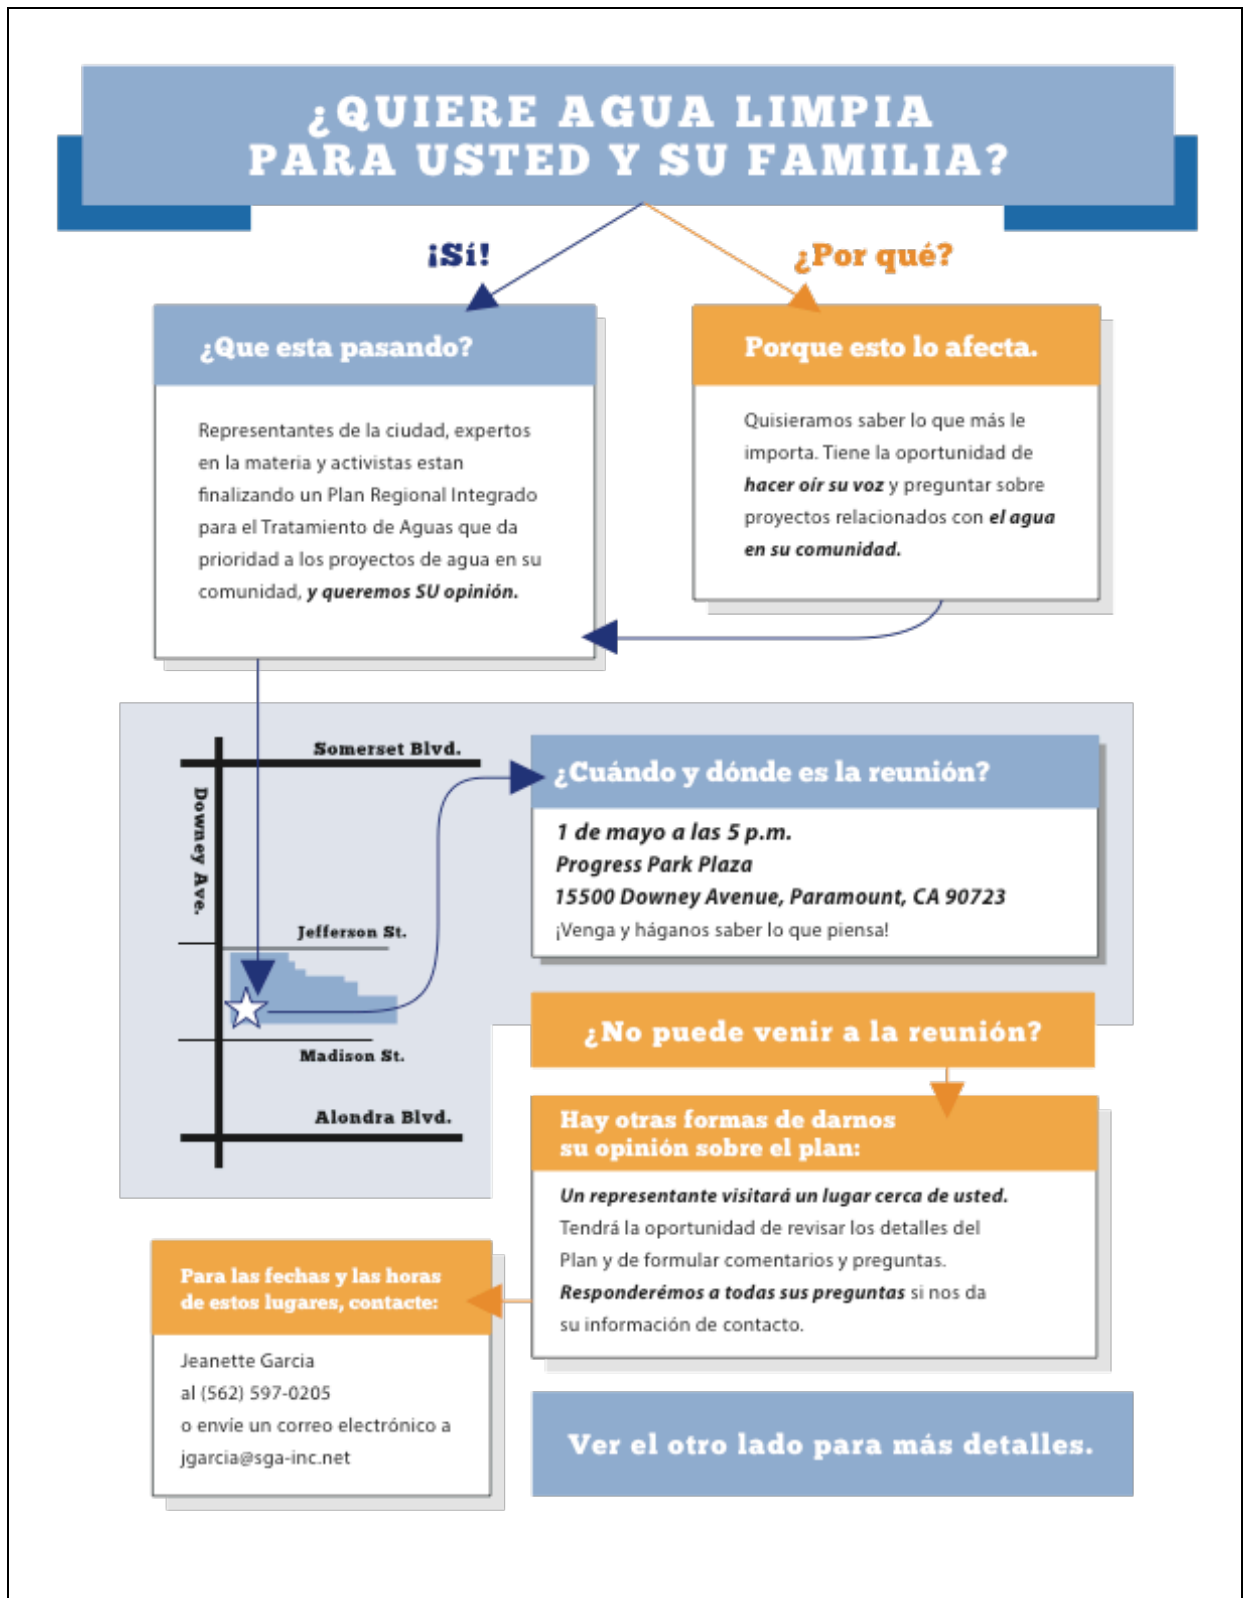 ¿QUIERE AGUA LIMPIA
PARA USTED Y SU FAMILIA?
¡Sí!
¿Por qué?
¿Que esta pasando?
Representantes de la ciudad, expertos
en la materia y activistas estan
finalizando un Plan Regional Integrado
para el Tratamiento de Aguas que da
prioridad a los proyectos de agua en su
comunidad, y queremos SU opinión.
Porque esto lo afecta.
Quisieramos saber lo que más le
importa. Tiene la oportunidad de
hacer oír su voz y preguntar sobre
proyectos relacionados con el agua
en su comunidad.
Somerset Blvd.
Downey Ave.
Jefferson St.
Madison St.
Alondra Blvd.
¿Cuándo y dónde es la reunión?
1 de mayo a las 5 p.m.
Progress Park Plaza
15500 Downey Avenue, Paramount, CA 90723
¡Venga y háganos saber lo que piensa!
¿No puede venir a la reunión?
Hay otras formas de darnos
su opinión sobre el plan:
Un representante visitará un lugar cerca de usted.
Tendrá la oportunidad de revisar los detalles del
Plan y de formular comentarios y preguntas.
Responderémos a todas sus preguntas si nos da
su información de contacto.
Para las fechas y las horas
de estos lugares, contacte:
Jeanette Garcia
al (562) 597-0205
o envíe un correo electrónico a
jgarcia@sga-inc.net
Ver el otro lado para más detalles.